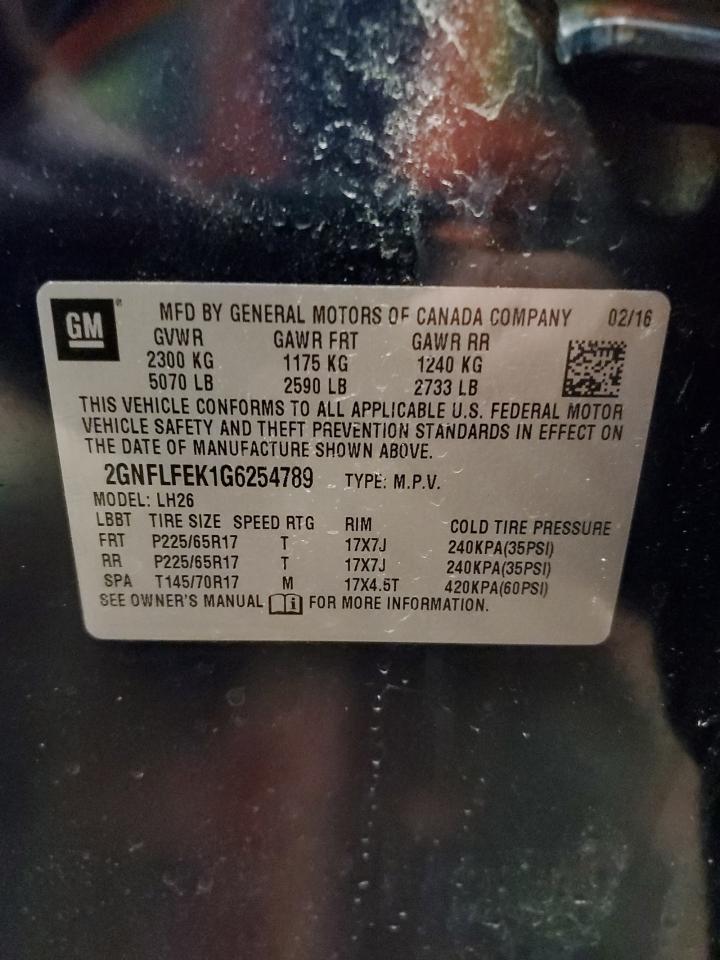 GM® MFD BY GENERAL MOTORS OF CANADA COMPANY 02/16
GVWR GAWR FRT GAWR RR
2300 KG 1175 KG 1240 KG
5070 LB 2590 LB 2733 LB
THIS VEHICLE CONFORMS TO ALL APPLICABLE U.S. FEDERAL MOTOR
VEHICLE SAFETY AND THEFT PREVENTION STANDARDS IN EFFECT ON
THE DATE OF MANUFACTURE SHOWN ABOVE.
2GNFLFEK1G6254789 TYPE: M.P.V.
MODEL: LH26
LBBT TIRE SIZE SPEED RTG RIM COLD TIRE PRESSURE
FRT P225/65R17 T 17X7J 240KPA(35PSI)
RR P225/65R17 T 17X7J 240KPA(35PSI)
SPA T145/70R17 M 17X4.5T 420KPA(60PSI)
SEE OWNER'S MANUAL FOR MORE INFORMATION.